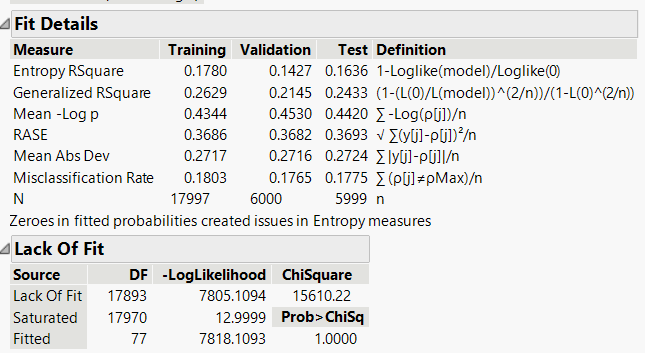 Fit Details
Measure Training Validation Test Definition
Entropy RSquare 0.1780 0.1427 0.1636 1-Loglike(model)/Loglike(0)
Generalized RSquare 0.2629 0.2145 0.2433 (1-(L(0)/L(model))^(2/n))/(1-L(0)^(2/n))
Mean -Log p 0.4344 0.4530 0.4420 ∑ -Log(ρ[j])/n
RASE 0.3686 0.3682 0.3693 √ ∑(y[j]-ρ[j])²/n
Mean Abs Dev 0.2717 0.2716 0.2724 ∑ |y[j]-ρ[j]|/n
Misclassification Rate 0.1803 0.1765 0.1775 ∑ (ρ[j]≠ρMax)/n
N 17997 6000 5999 n
Zeroes in fitted probabilities created issues in Entropy measures
Lack Of Fit
Source DF -LogLikelihood ChiSquare
Lack Of Fit 17893 7805.1094 15610.22
Saturated 17970 12.9999 Prob>ChiSq
Fitted 77 7818.1093 1.0000